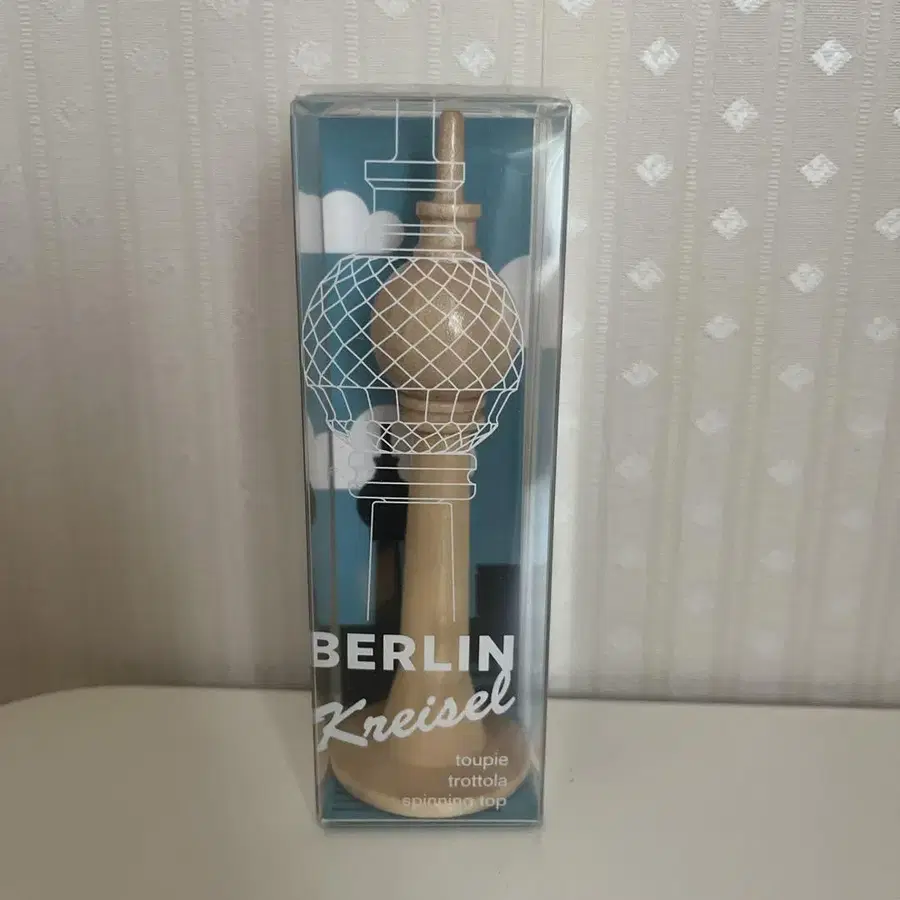 BERLIN
Kreisel
toupie
trottola
spinning top